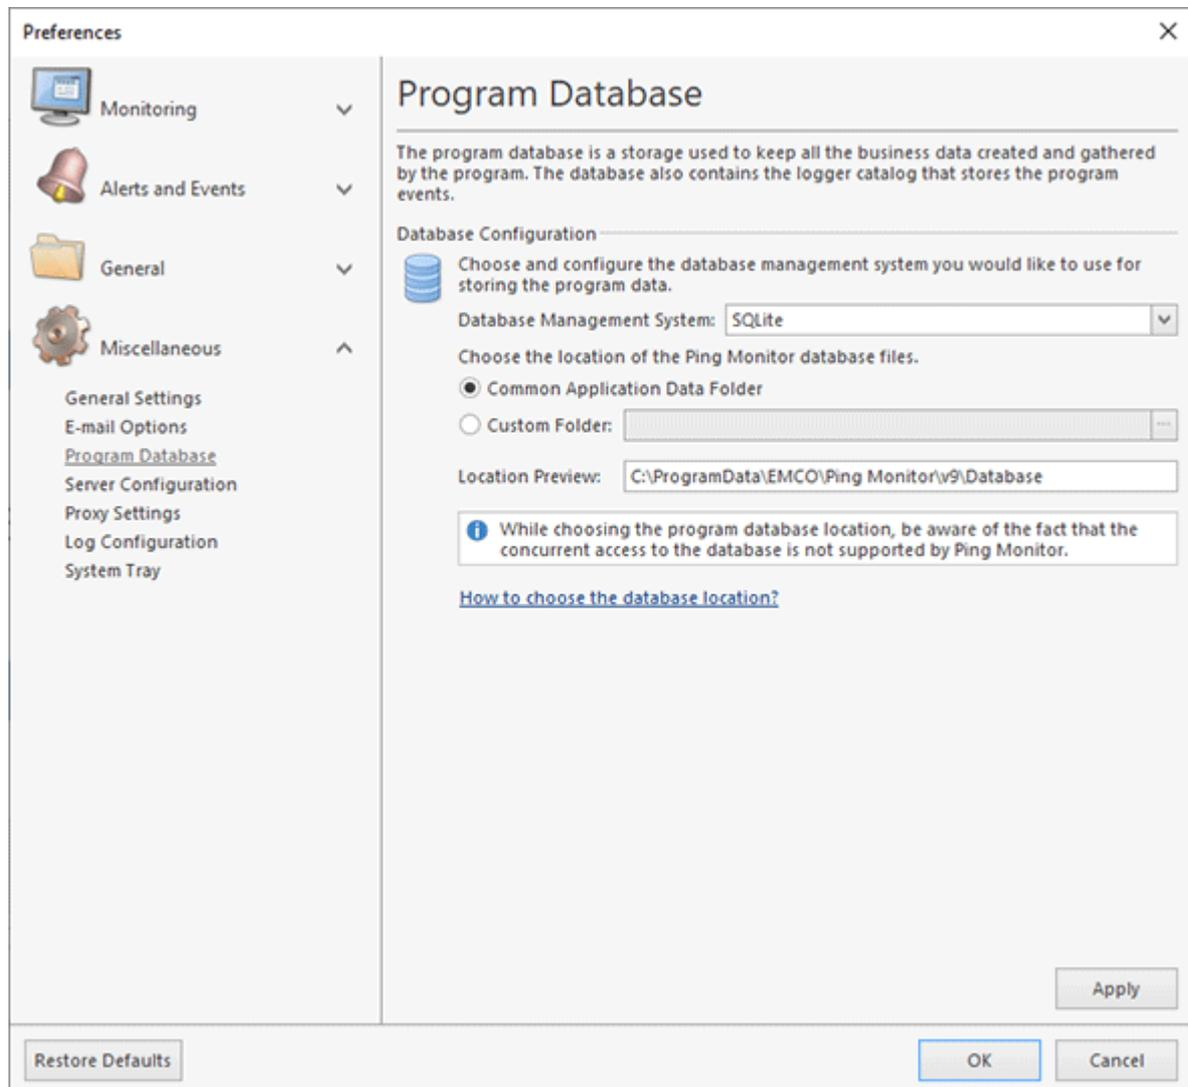 Preferences
Monitoring
Alerts and Events
General
Miscellaneous
General Settings
E-mail Options
Program Database
Server Configuration
Proxy Settings
Log Configuration
System Tray
Program Database
The program database is a storage used to keep all the business data created and gathered
by the program. The database also contains the logger catalog that stores the program
events.
Database Configuration
Choose and configure the database management system you would like to use for
storing the program data.
Database Management System: SQLite
Choose the location of the Ping Monitor database files.
Common Application Data Folder
Custom Folder: ...
Location Preview: C:\ProgramData\EMCO\Ping Monitor\v9\Database
While choosing the program database location, be aware of the fact that the
concurrent access to the database is not supported by Ping Monitor.
How to choose the database location?
Apply
Restore Defaults
OK
Cancel